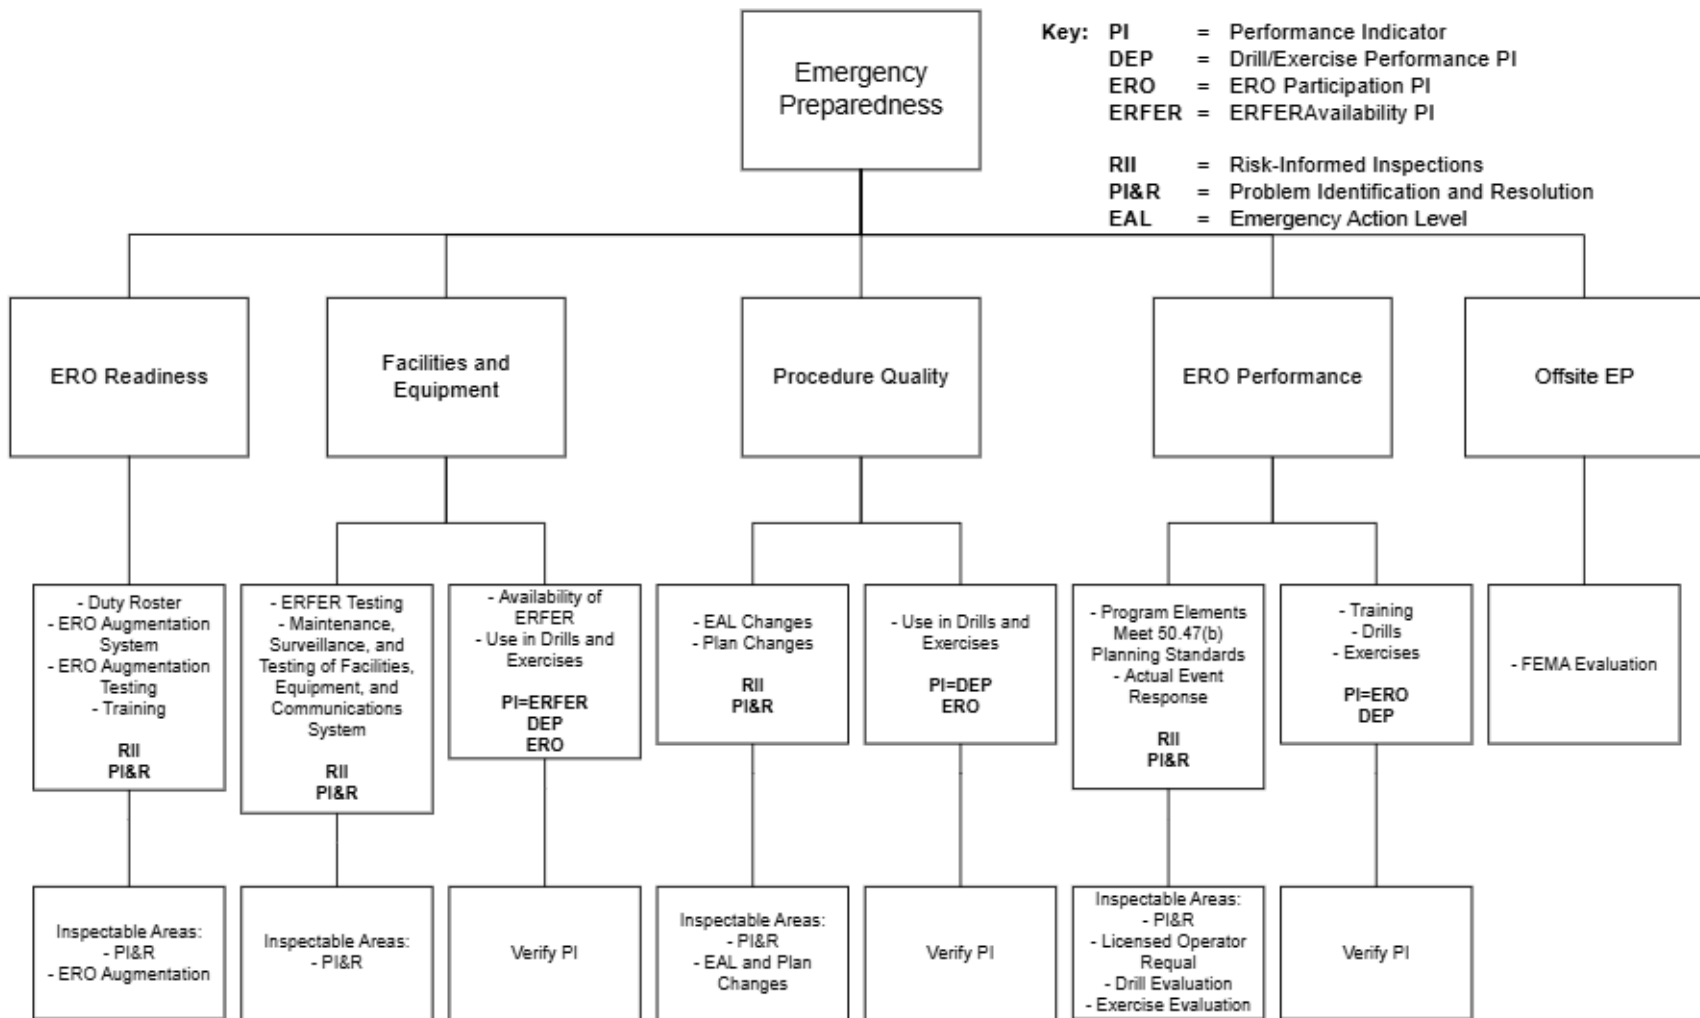 Emergency
Preparedness
Key: PI = Performance Indicator
DEP = Drill/Exercise Performance PI
ERO = ERO Participation PI
ERFER = ERFERAvailability PI
RII = Risk-Informed Inspections
PI&R = Problem Identification and Resolution
EAL = Emergency Action Level
ERO Readiness
Facilities and
Equipment
Procedure Quality
ERO Performance
Offsite EP
- Duty Roster
- ERO Augmentation
System
- ERO Augmentation
Testing
- Training
RII
PI&R
- ERFER Testing
- Maintenance,
Surveillance, and
Testing of Facilities,
Equipment, and
Communications
System
RII
PI&R
- Availability of
ERFER
- Use in Drills and
Exercises
PI=ERFER
DEP
ERO
- EAL Changes
- Plan Changes
RII
PI&R
- Use in Drills and
Exercises
PI=DEP
ERO
- Program Elements
Meet 50.47(b)
Planning Standards
- Actual Event
Response
RII
PI&R
- Training
- Drills
- Exercises
PI=ERO
DEP
- FEMA Evaluation
Inspectable Areas:
- PI&R
- ERO Augmentation
Inspectable Areas:
- PI&R
Verify PI
Inspectable Areas:
- PI&R
- EAL and Plan
Changes
Verify PI
Inspectable Areas:
- PI&R
- Licensed Operator
Requal
- Drill Evaluation
- Exercise Evaluation
Verify PI